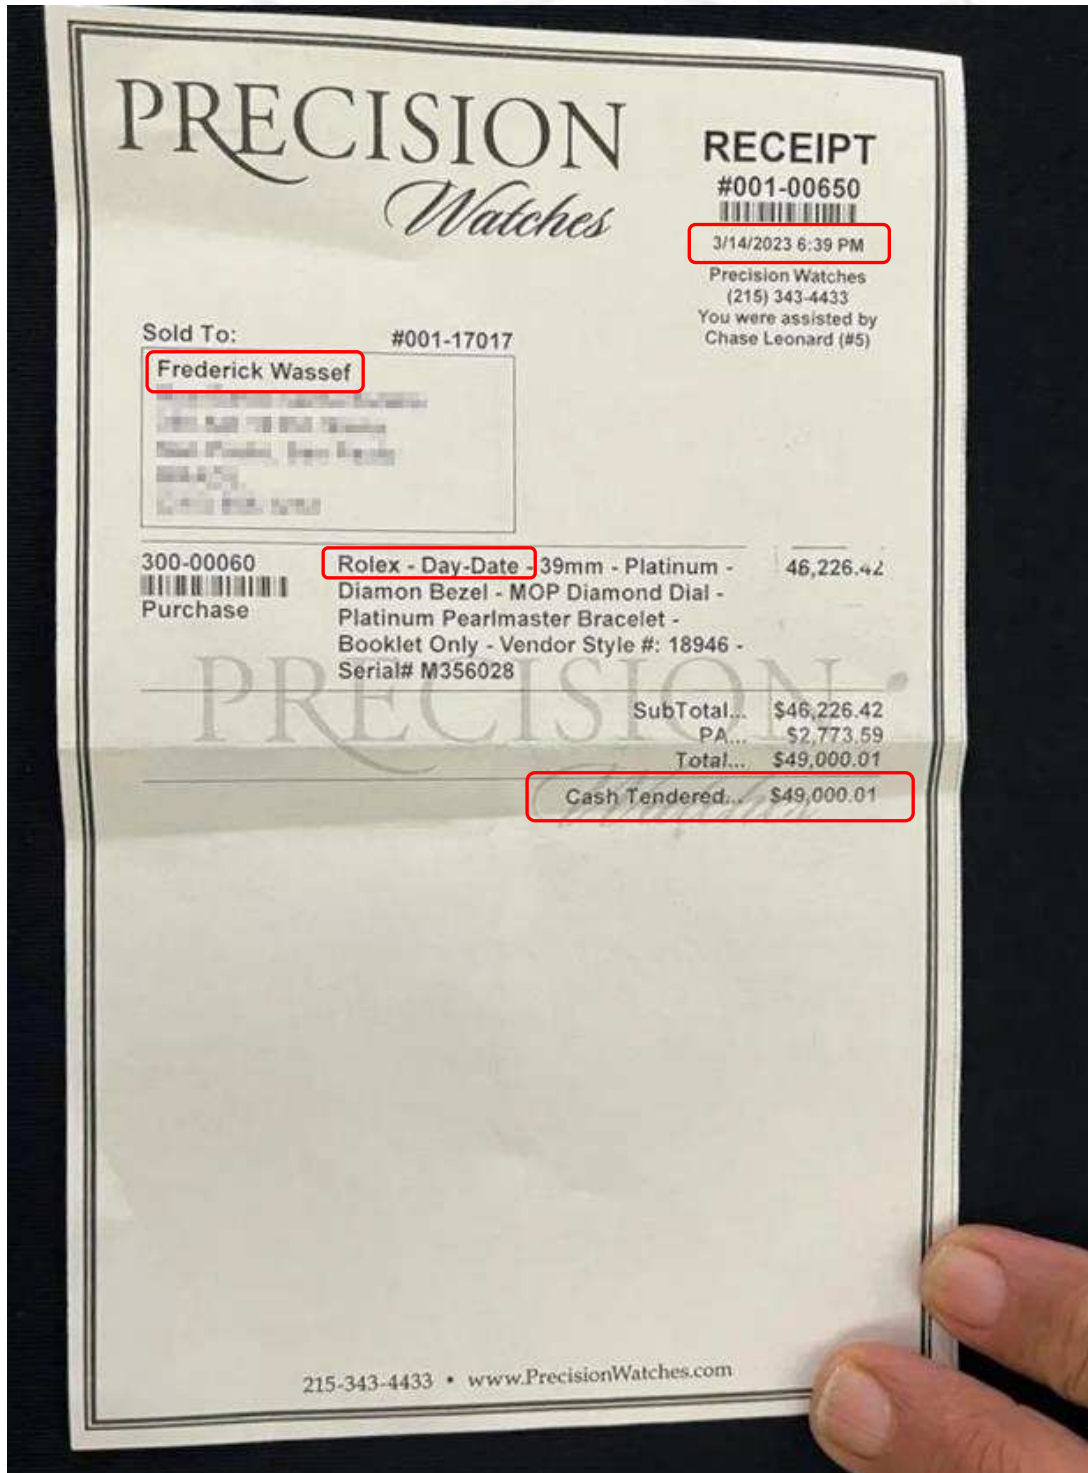 PRECISION
Watches
RECEIPT
#001-00650
3/14/2023 6:39 PM
Precision Watches
(215) 343-4433
You were assisted by
Chase Leonard (#5)
Sold To: #001-17017
Frederick Wassef
300-00060 Rolex - Day-Date - 39mm - Platinum - 46,226.42
Diamon Bezel - MOP Diamond Dial -
Purchase Platinum Pearlmaster Bracelet -
Booklet Only - Vendor Style #: 18946 -
Serial# M356028
PRECISION
Watches
SubTotal... $46,226.42
PA... $2,773.59
Total... $49,000.01
Cash Tendered... $49,000.01
215-343-4433 • www.PrecisionWatches.com